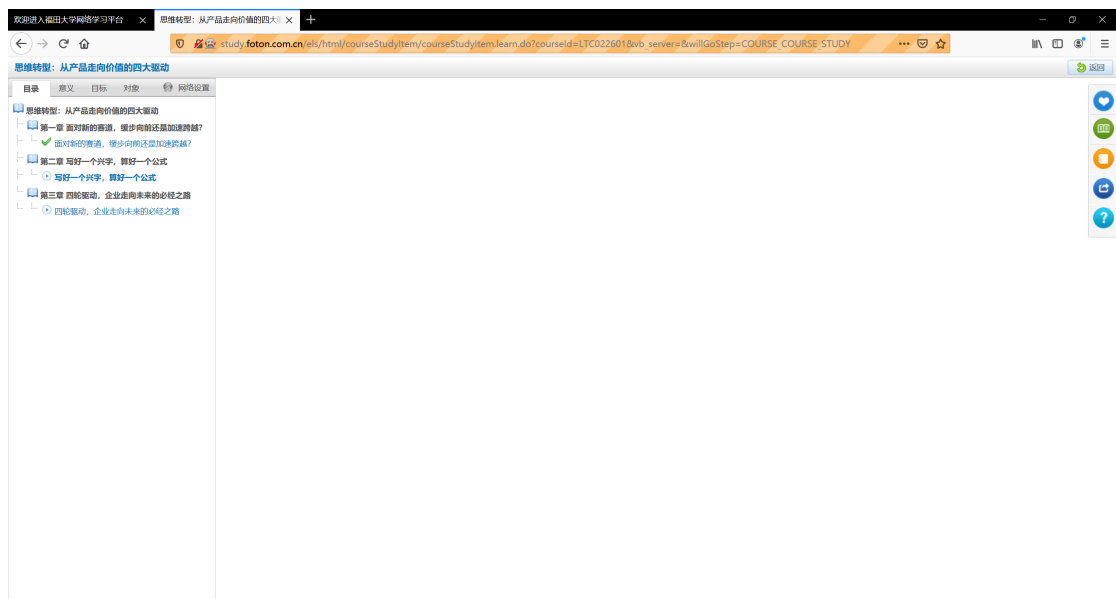 欢迎进入福田大学网络学习平台
思维转型：从产品走向价值的四大
study.foton.com.cn/els/html/courseStudyItem/courseStudyItem.learn.do?courseId=LTC022601&vb_server=&willGoStep=COURSE_COURSE_STUDY
思维转型：从产品走向价值的四大驱动
返回
目录 意义 目标 对象 网络设置
思维转型：从产品走向价值的四大驱动
第一章 面对新的赛道，缓步向前还是加速跨越?
面对新的赛道，缓步向前还是加速跨越?
第二章 写好一个兴字，算好一个公式
写好一个兴字，算好一个公式
第三章 四轮驱动，企业走向未来的必经之路
四轮驱动，企业走向未来的必经之路